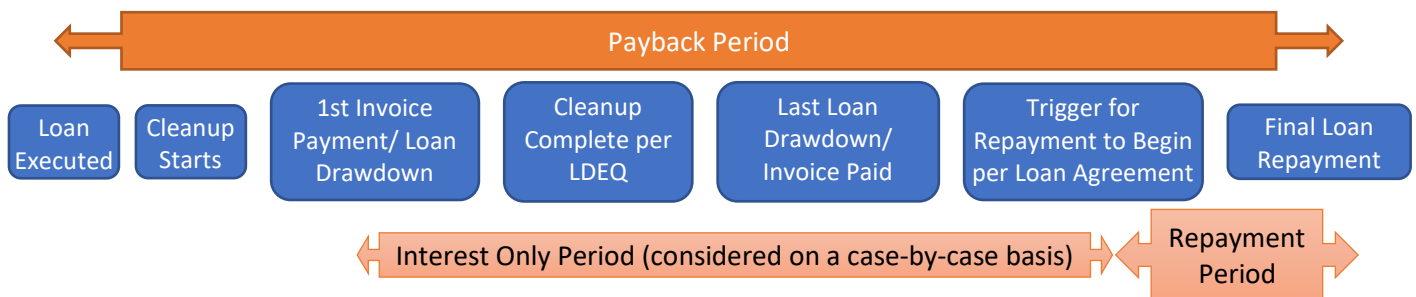 Payback Period
Loan
Executed
Cleanup
Starts
1st Invoice
Payment/ Loan
Drawdown
Cleanup
Complete per
LDEQ
Last Loan
Drawdown/
Invoice Paid
Trigger for
Repayment to Begin
per Loan Agreement
Final Loan
Repayment
Interest Only Period (considered on a case-by-case basis)
Repayment
Period